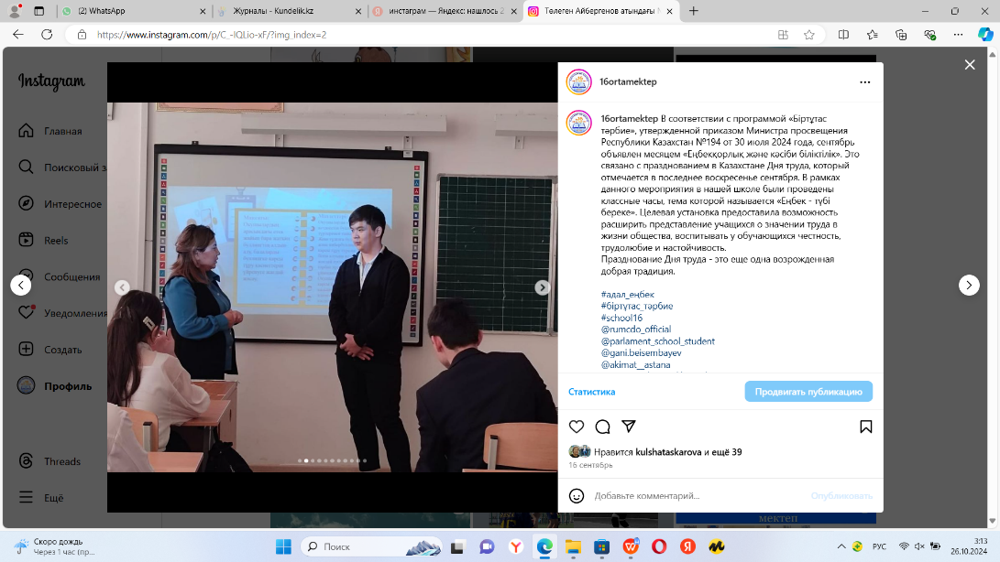 (2) WhatsApp
Журналы - Kundelik.kz
инстаграм — Яндекс: нашлось 2
Төлеген Айбергенов атындағы №
https://www.instagram.com/p/C_-IQLio-xF/?img_index=2
Instagram
Главная
Поисковый за
Интересное
Reels
Сообщения
Уведомления
Создать
Профиль
Threads
Ещё
16ortamektep
16ortamektep В соответствии с программой «Біртұтас
тәрбие», утвержденной приказом Министра просвещения
Республики Казахстан №194 от 30 июля 2024 года, сентябрь
объявлен месяцем «Еңбекқорлық және кәсіби біліктілік». Это
связано с празднованием в Казахстане Дня труда, который
отмечается в последнее воскресенье сентября. В рамках
данного мероприятия в нашей школе были проведены
классные часы, тема которой называется «Еңбек - түбі
береке». Целевая установка предоставила возможность
расширить представление учащихся о значении труда в
жизни общества, воспитывать у обучающихся честность,
трудолюбие и настойчивость.
Празднование Дня труда - это еще одна возрожденная
добрая традиция.
#адал_еңбек
#біртұтас_тәрбие
#school16
@rumcdo_official
@parlament_school_student
@gani.beisembayev
@akimat__astana
Статистика
Продвигать публикацию
Нравится kulshataskarova и ещё 39
16 сентябрь
Добавьте комментарий...
Опубликовать
мектеп
Скоро дождь
Через 1 час (пр...
Поиск
РУС
3:13
26.10.2024